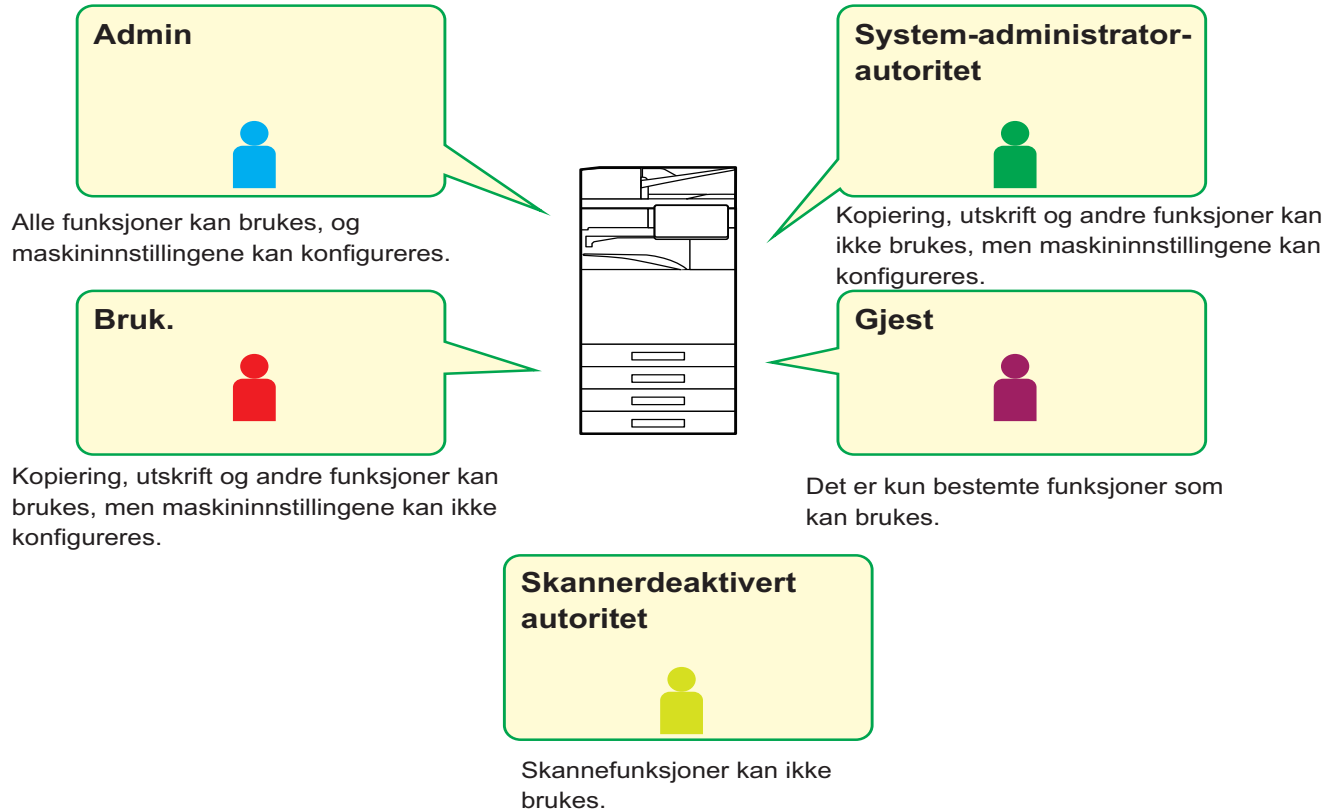 Admin
Alle funksjoner kan brukes, og
maskininnstillingene kan konfigureres.
System-administrator-
autoritet
Kopiering, utskrift og andre funksjoner kan
ikke brukes, men maskininnstillingene kan
konfigureres.
Bruk.
Kopiering, utskrift og andre funksjoner kan
brukes, men maskininnstillingene kan ikke
konfigureres.
Gjest
Det er kun bestemte funksjoner som
kan brukes.
Skannerdeaktivert
autoritet
Skannefunksjoner kan ikke
brukes.